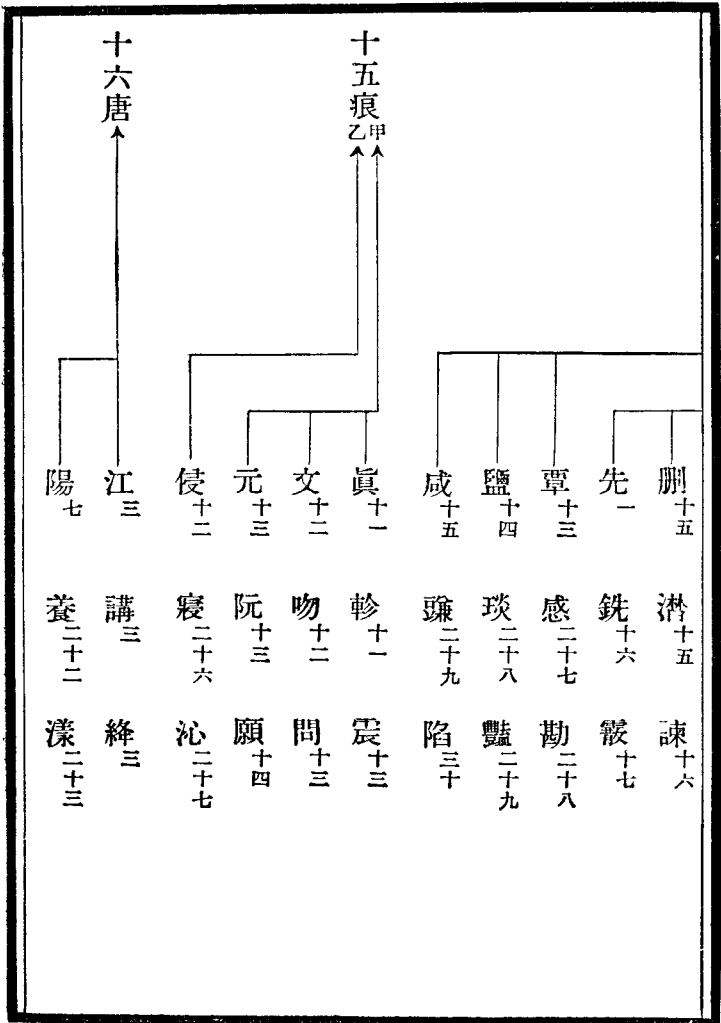 刪十五 潸十五 諫十六
先一 銑十六 霰十七
覃十三 感二十七 勘二十八
鹽十四 琰二十八 豔二十九
咸十五 豏二十九 陷三十
十五痕 甲乙
眞十一 軫十一 震十三
文十二 吻十二 問十三
元十三 阮十三 願十四
侵十二 寢二十六 沁二十七
十六唐
江三 講三 絳三
陽七 養二十二 漾二十三